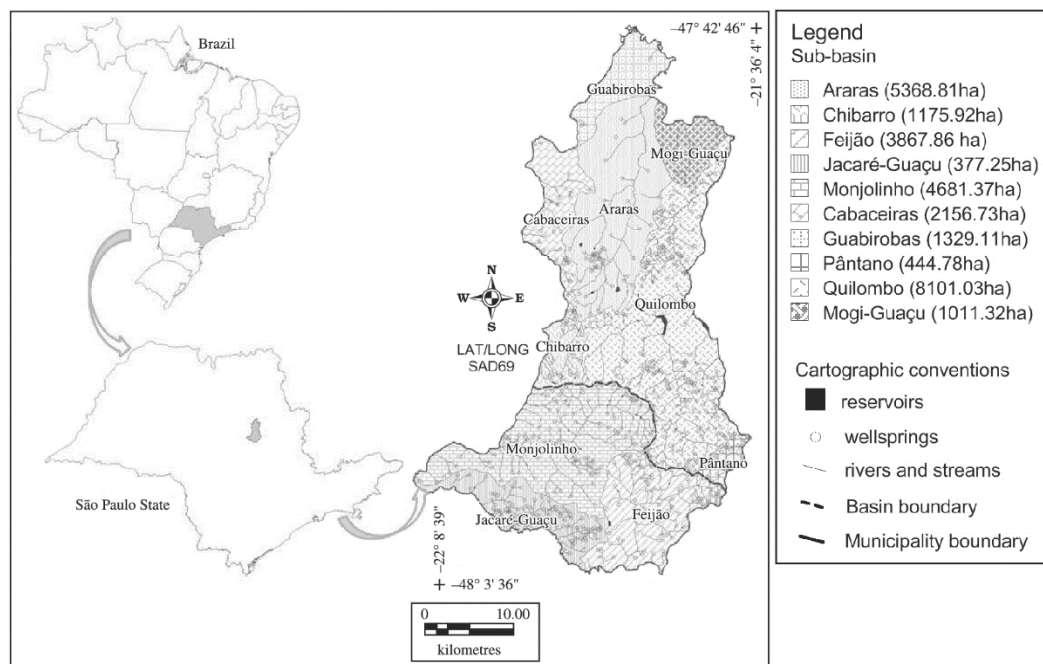 Brazil
São Paulo State
-47° 42' 46"
-21° 36' 4"
Guabirobas
Mogi-Guaçu
Cabaceiras
Araras
Quilombo
Chibarro
N
W
E
S
LAT/LONG
SAD69
Monjolinho
Pântano
Jacaré-Guaçu
Feijão
-22° 8' 39"
-48° 3' 36"
0 10.00
kilometres
Legend
Sub-basin
Araras (5368.81ha)
Chibarro (1175.92ha)
Feijão (3867.86 ha)
Jacaré-Guaçu (377.25ha)
Monjolinho (4681.37ha)
Cabaceiras (2156.73ha)
Guabirobas (1329.11ha)
Pântano (444.78ha)
Quilombo (8101.03ha)
Mogi-Guaçu (1011.32ha)
Cartographic conventions
reservoirs
wellsprings
rivers and streams
Basin boundary
Municipality boundary